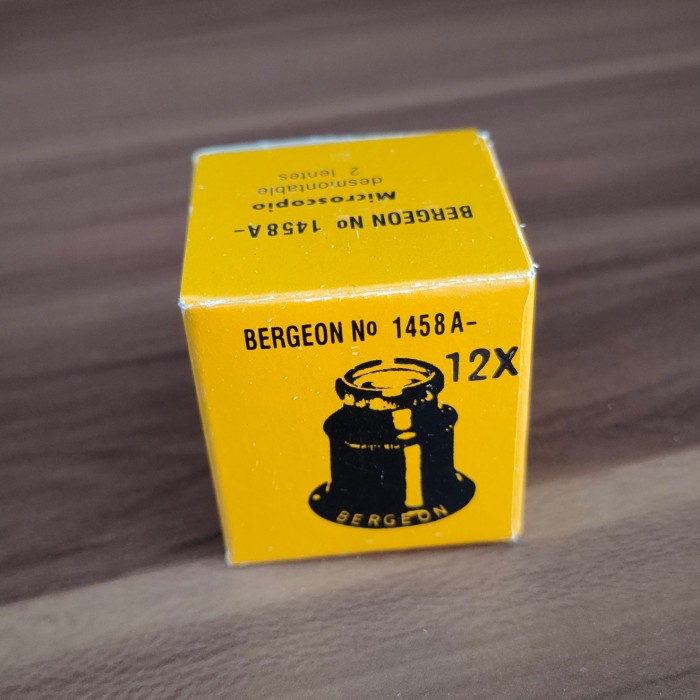 BERGEON No 1458A-
Microscopio
desmontable
2 lentes
BERGEON No 1458A-
12X
BERGEON